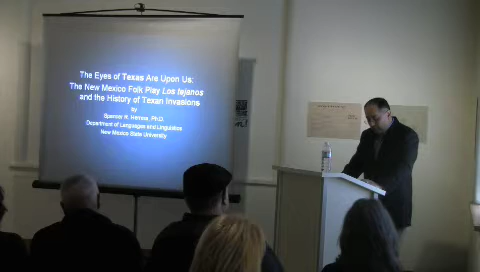 The Eyes of Texas Are Upon Us:
The New Mexico Folk Play Los tejanos
and the History of Texan Invasions
by
Spencer R. Herrera, Ph.D.
Department of Languages and Linguistics
New Mexico State University